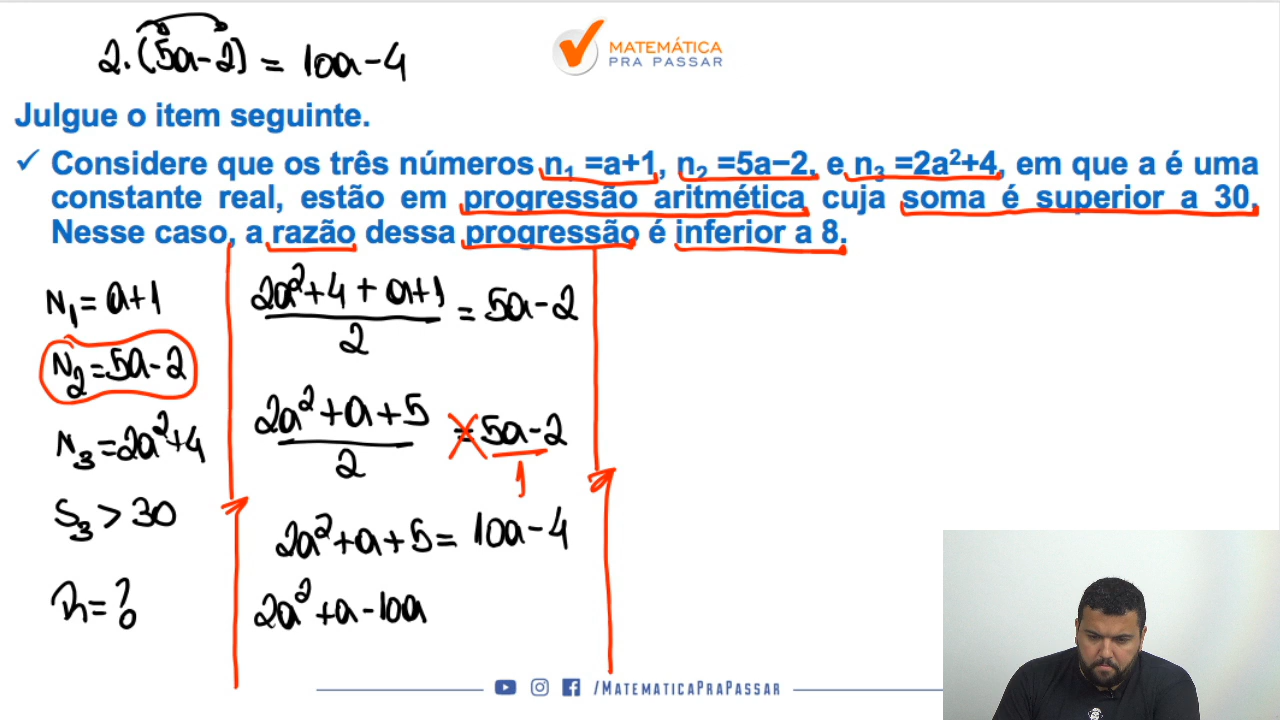 2.(5a-2) = 10a-4
MATEMÁTICA
PRA PASSAR
Julgue o item seguinte.
✓ Considere que os três números n₁ =a+1, n₂ =5a−2, e n₃ =2a²+4, em que a é uma
constante real, estão em progressão aritmética cuja soma é superior a 30.
Nesse caso, a razão dessa progressão é inferior a 8.
N₁ = a+1
N₂ = 5a-2
N₃ = 2a²+4
S₃ > 30
R = ?
2a²+4 + a+1 / 2 = 5a-2
2a²+a+5 / 2 = 5a-2 / 1
2a²+a+5 = 10a-4
2a²+a-10a
/MATEMATICAPRAPASSAR